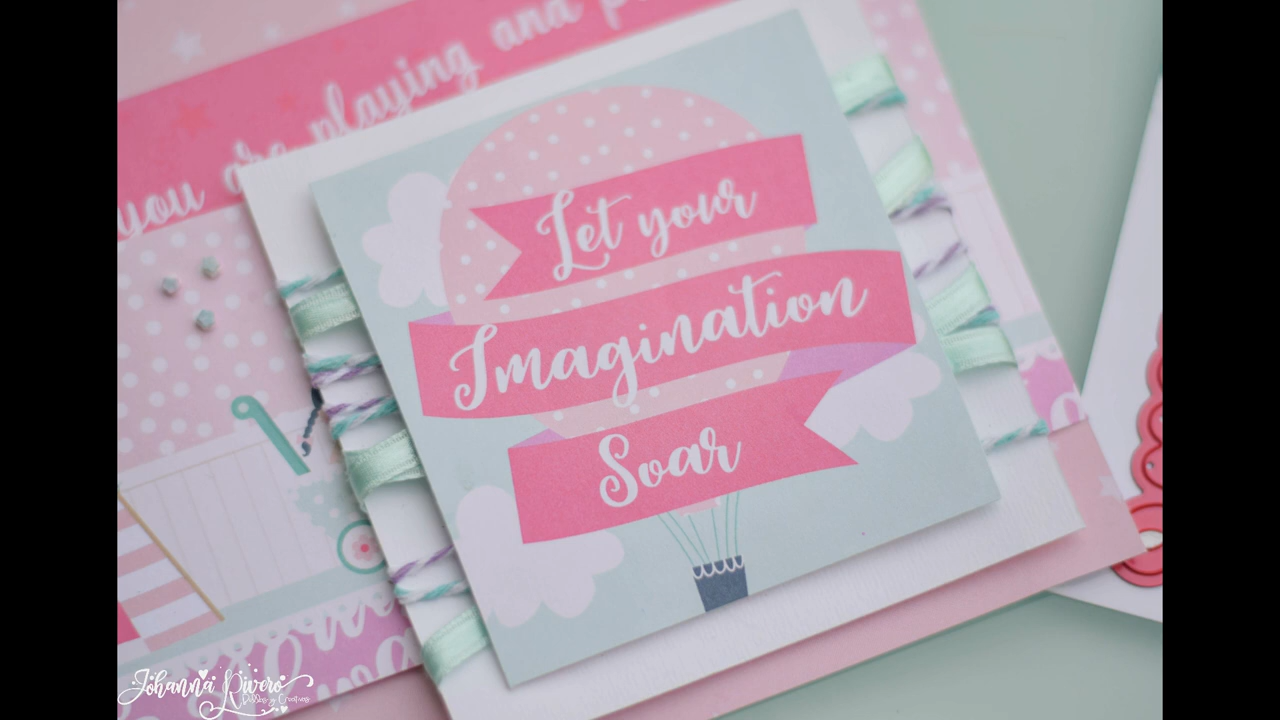 you are playing and
Let your
Imagination
Soar
Johanna Rivero